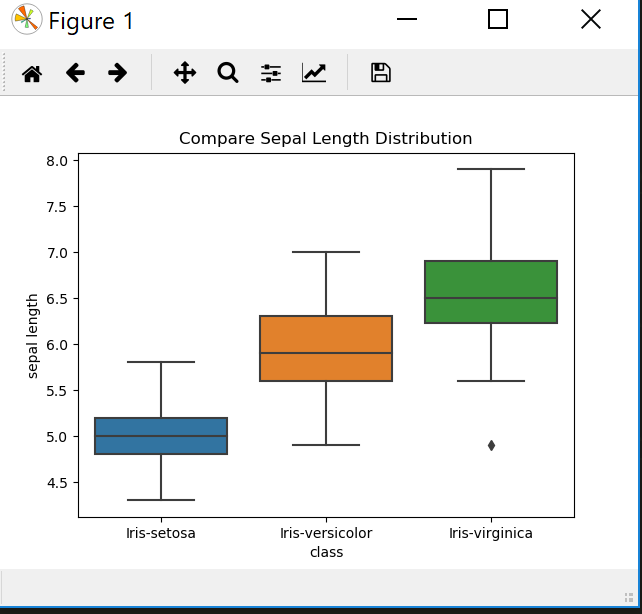 Figure 1
Compare Sepal Length Distribution
8.0
7.5
7.0
6.5
6.0
5.5
5.0
4.5
sepal length
Iris-setosa Iris-versicolor Iris-virginica
class